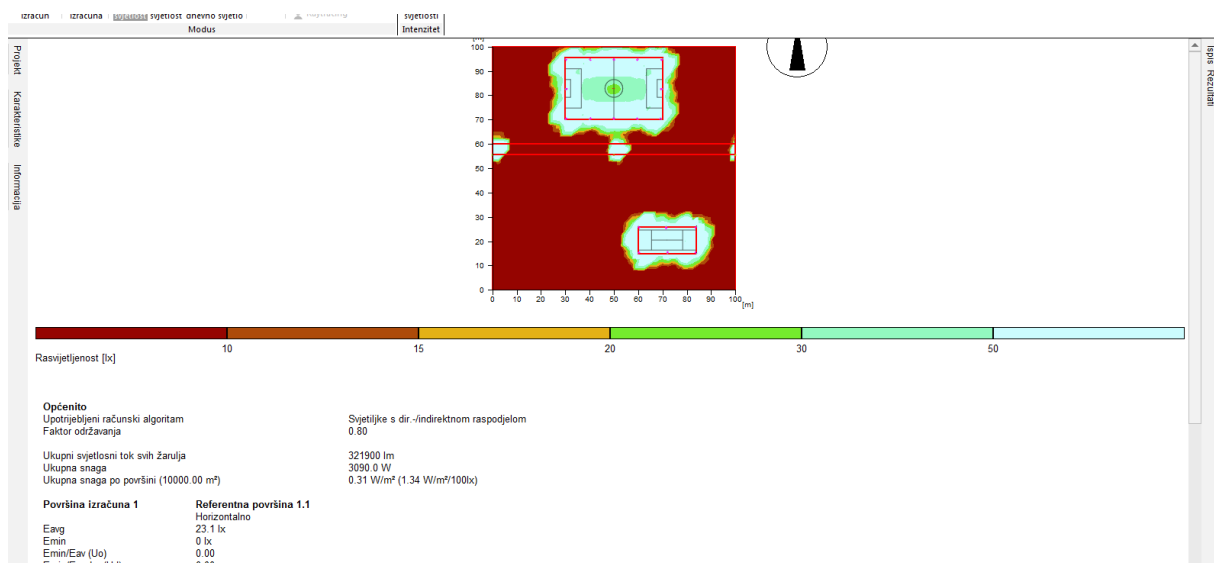 izračun izračuna svjetlost svjetlost dnevno svjetlo Raytracing svjetlosti
Modus Intenzitet
Projekt
Karakteristike
Informacija
Ispis Rezultati
[m]
100
90
80
70
60
50
40
30
20
10
0
0 10 20 30 40 50 60 70 80 90 100 [m]
10 15 20 30 50
Rasvijetljenost [lx]
Općenito
Upotrijebljeni računski algoritam Svjetiljke s dir.-/indirektnom raspodjelom
Faktor održavanja 0.80
Ukupni svjetlosni tok svih žarulja 321900 lm
Ukupna snaga 3090.0 W
Ukupna snaga po površini (10000.00 m²) 0.31 W/m² (1.34 W/m²/100lx)
Površina izračuna 1 Referentna površina 1.1
Horizontalno
Eavg 23.1 lx
Emin 0 lx
Emin/Eav (Uo) 0.00